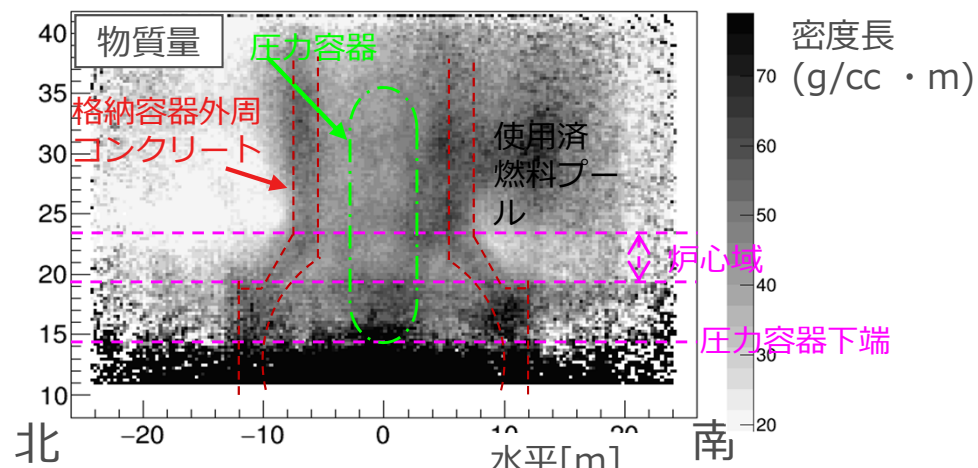 物質量
圧力容器
格納容器外周
コンクリート
使用済
燃料プー
ル
炉心域
圧力容器下端
密度長
(g/cc ・m)
40
35
30
25
20
15
10
−20
−10
0
10
20
北
水平[m]
南
70
60
50
40
30
20